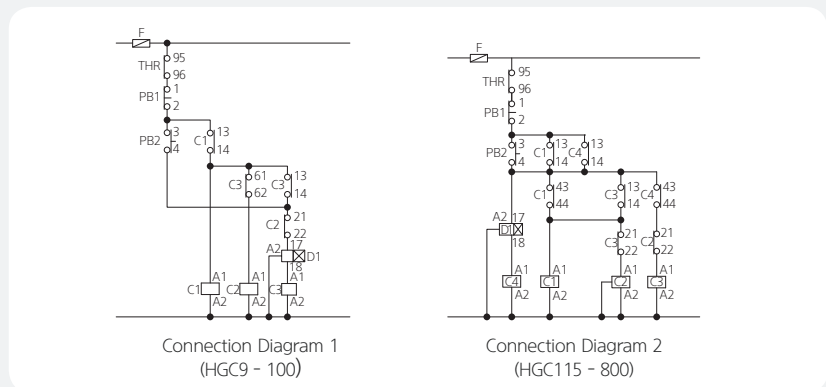 F
THR 95
96
PB1 1
2
PB2 3
4
C1 13
14
C3 61
62
C3 13
14
C2 21
22
A2 17
D1
18
C1 A1
A2
C2 A1
A2
C3 A1
A2
Connection Diagram 1
(HGC9 - 100)
F
THR 95
96
PB1 1
2
PB2 3
4
C1 13
14
C4 13
14
C1 43
44
C3 13
14
C4 43
44
A2 17
D1
18
C3 21
22
C2 21
22
C4 A1
A2
C1 A1
A2
C2 A1
A2
C3 A1
A2
Connection Diagram 2
(HGC115 - 800)